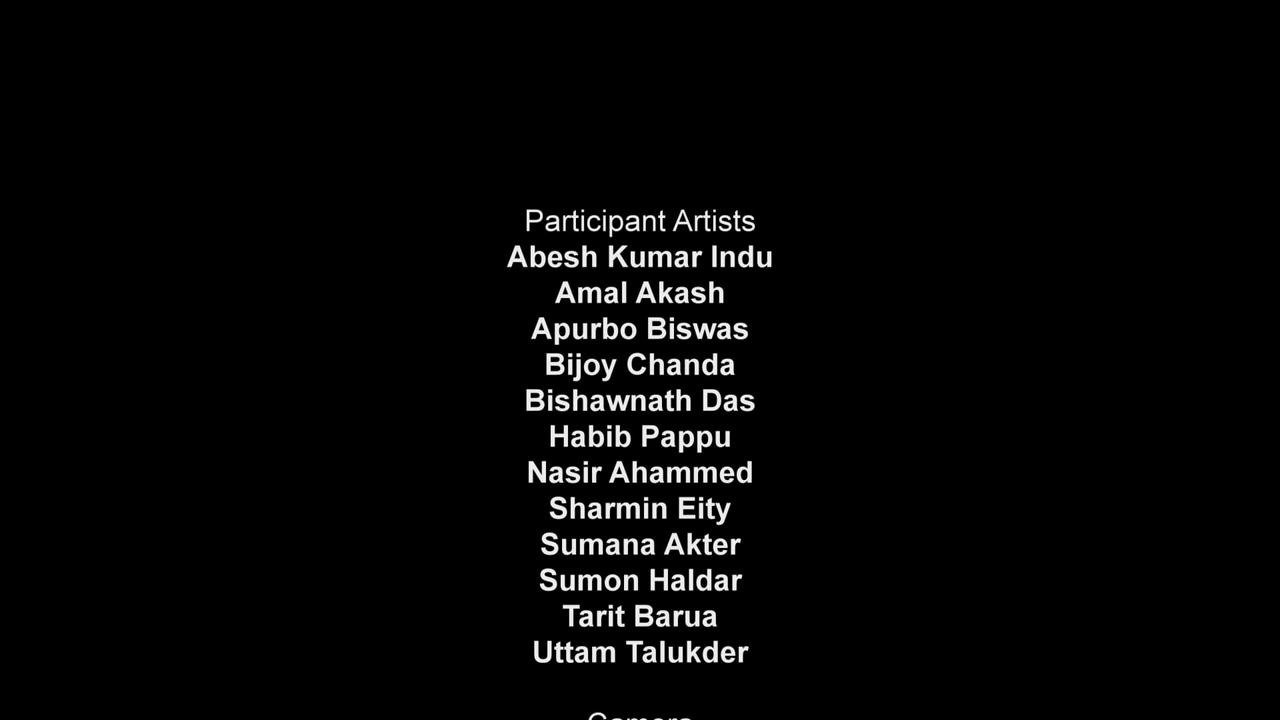 Participant Artists
Abesh Kumar Indu
Amal Akash
Apurbo Biswas
Bijoy Chanda
Bishawnath Das
Habib Pappu
Nasir Ahammed
Sharmin Eity
Sumana Akter
Sumon Haldar
Tarit Barua
Uttam Talukder
Camera